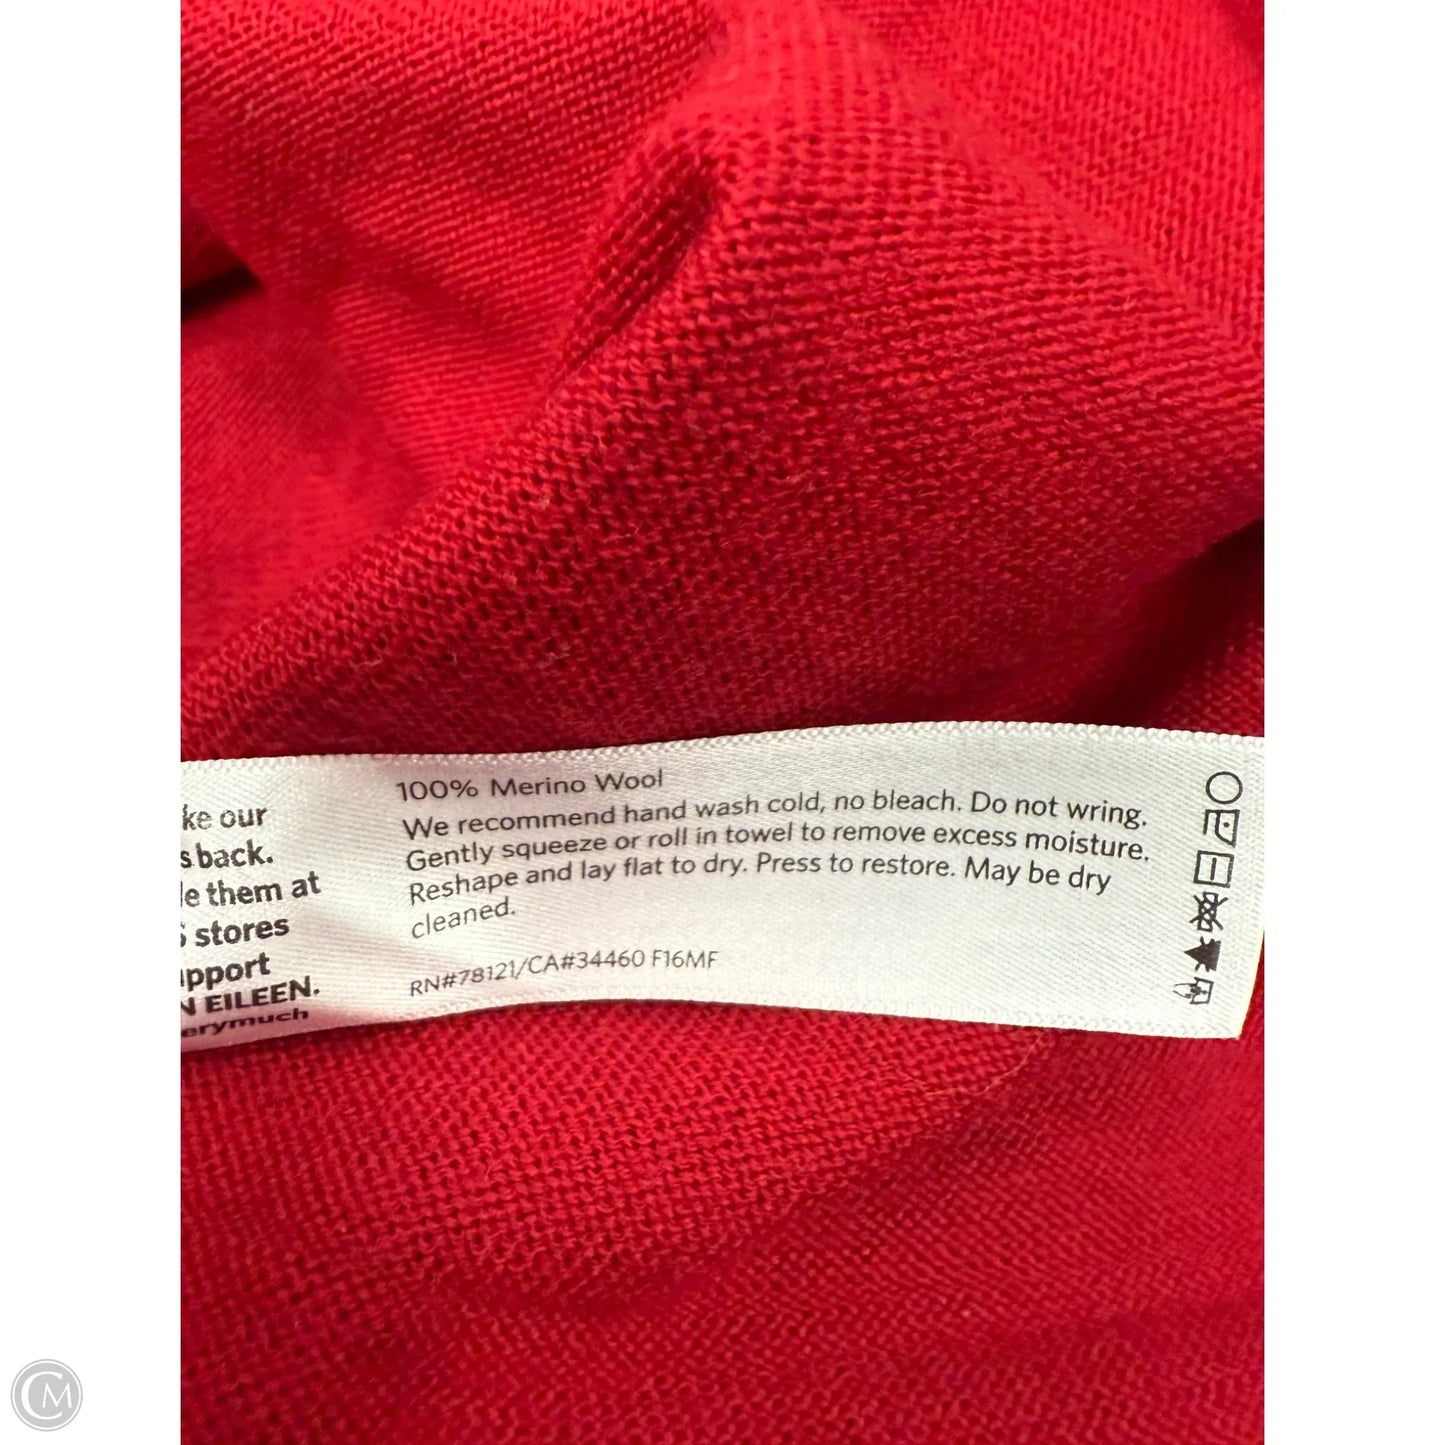 ke our
s back.
e them at
S stores
pport
N EILEEN.
erymuch
100% Merino Wool
We recommend hand wash cold, no bleach. Do not wring.
Gently squeeze or roll in towel to remove excess moisture.
Reshape and lay flat to dry. Press to restore. May be dry
cleaned.
RN#78121/CA#34460 F16MF
CM